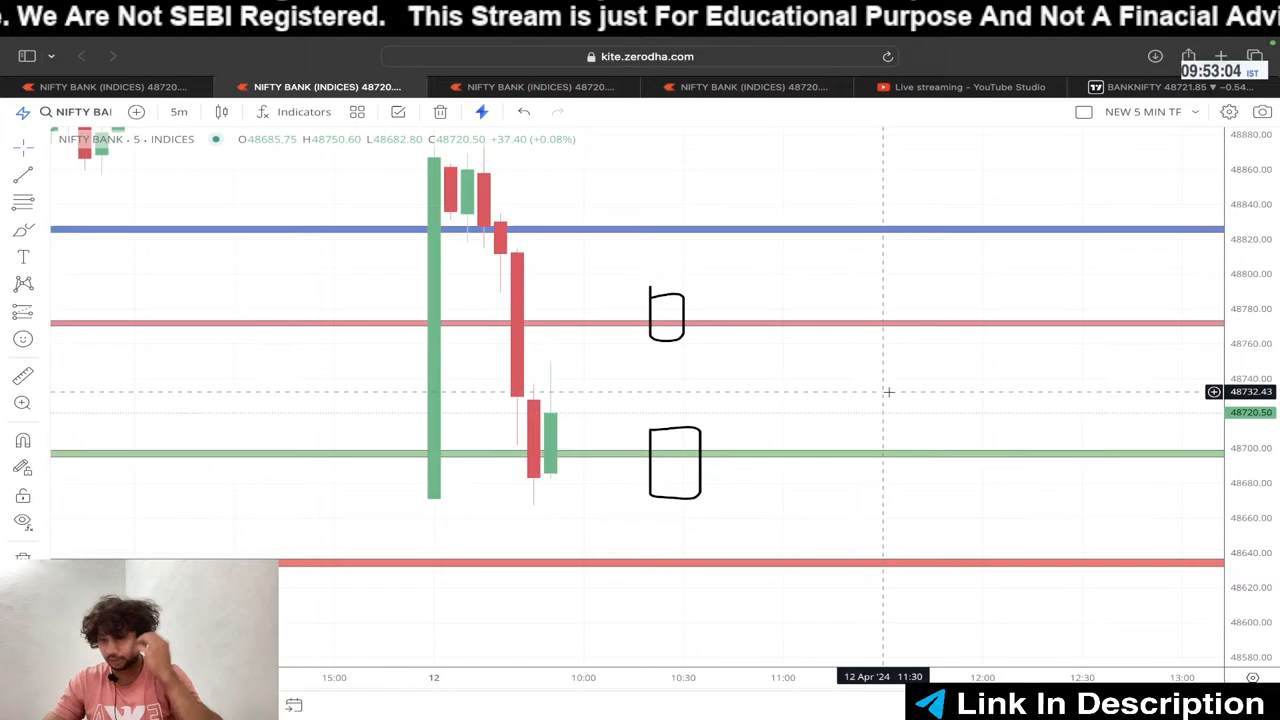 . We Are Not SEBI Registered. This Stream is just For Educational Purpose And Not A Finacial Advi
kite.zerodha.com
09:53:04 IST
NIFTY BANK (INDICES) 48720....
NIFTY BANK (INDICES) 48720....
NIFTY BANK (INDICES) 48720....
NIFTY BANK (INDICES) 48720....
Live streaming - YouTube Studio
BANKNIFTY 48721.85 ▼ −0.54...
NIFTY BAI
5m
Indicators
NEW 5 MIN TF
NIFTY BANK · 5 · INDICES
O48685.75 H48750.60 L48682.80 C48720.50 +37.40 (+0.08%)
48880.00
48860.00
48840.00
48820.00
48800.00
48780.00
48760.00
48740.00
48732.43
48720.50
48700.00
48680.00
48660.00
48640.00
48620.00
48600.00
48580.00
15:00
12
10:00
10:30
11:00
12 Apr '24 11:30
12:00
12:30
13:00
Link In Description